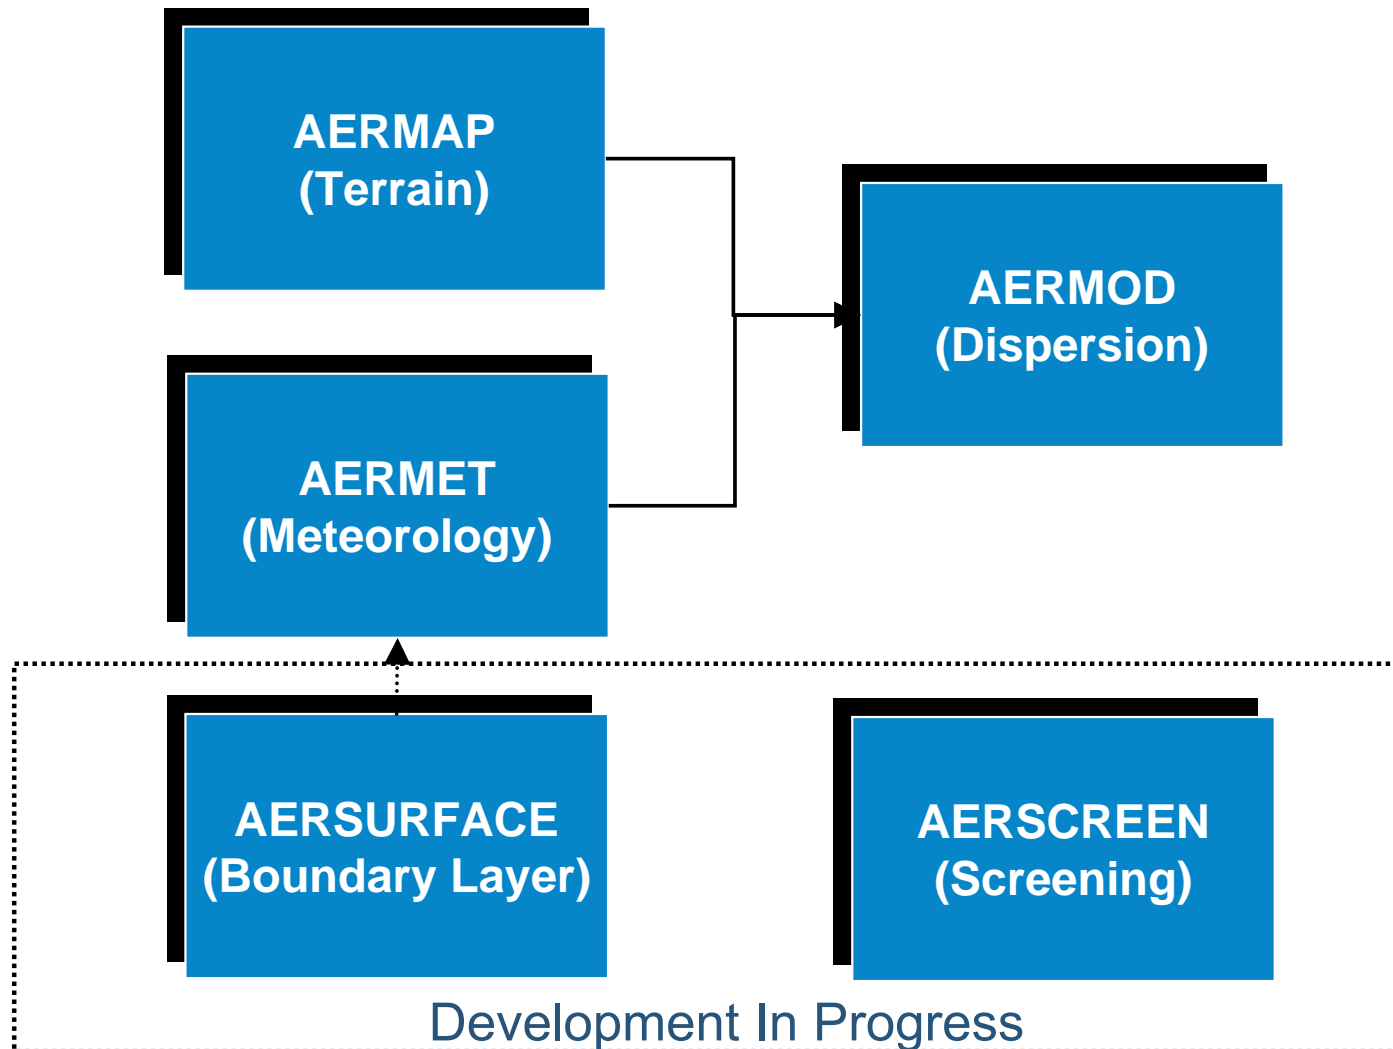 AERMAP
(Terrain)
AERMOD
(Dispersion)
AERMET
(Meteorology)
AERSURFACE
(Boundary Layer)
AERSCREEN
(Screening)
Development In Progress